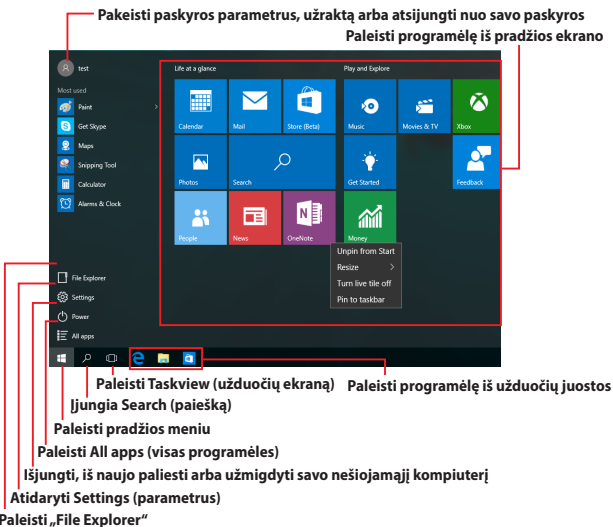 Pakeisti paskyros parametrus, užraktą arba atsijungti nuo savo paskyros
Paleisti programėlę iš pradžios ekrano
test
Life at a glance
Play and Explore
Most used
Paint
Get Skype
Maps
Snipping Tool
Calculator
Alarms & Clock
Calendar
Mail
Store (Beta)
Music
Movies & TV
Xbox
Photos
Search
Get Started
Feedback
People
News
OneNote
Money
Unpin from Start
Resize
Turn live tile off
Pin to taskbar
File Explorer
Settings
Power
All apps
Paleisti Taskview (užduočių ekraną)
Paleisti programėlę iš užduočių juostos
Įjungia Search (paiešką)
Paleisti pradžios meniu
Paleisti All apps (visas programėles)
Išjungti, iš naujo paliesti arba užmigdyti savo nešiojamąjį kompiuterį
Atidaryti Settings (parametrus)
Paleisti „File Explorer“